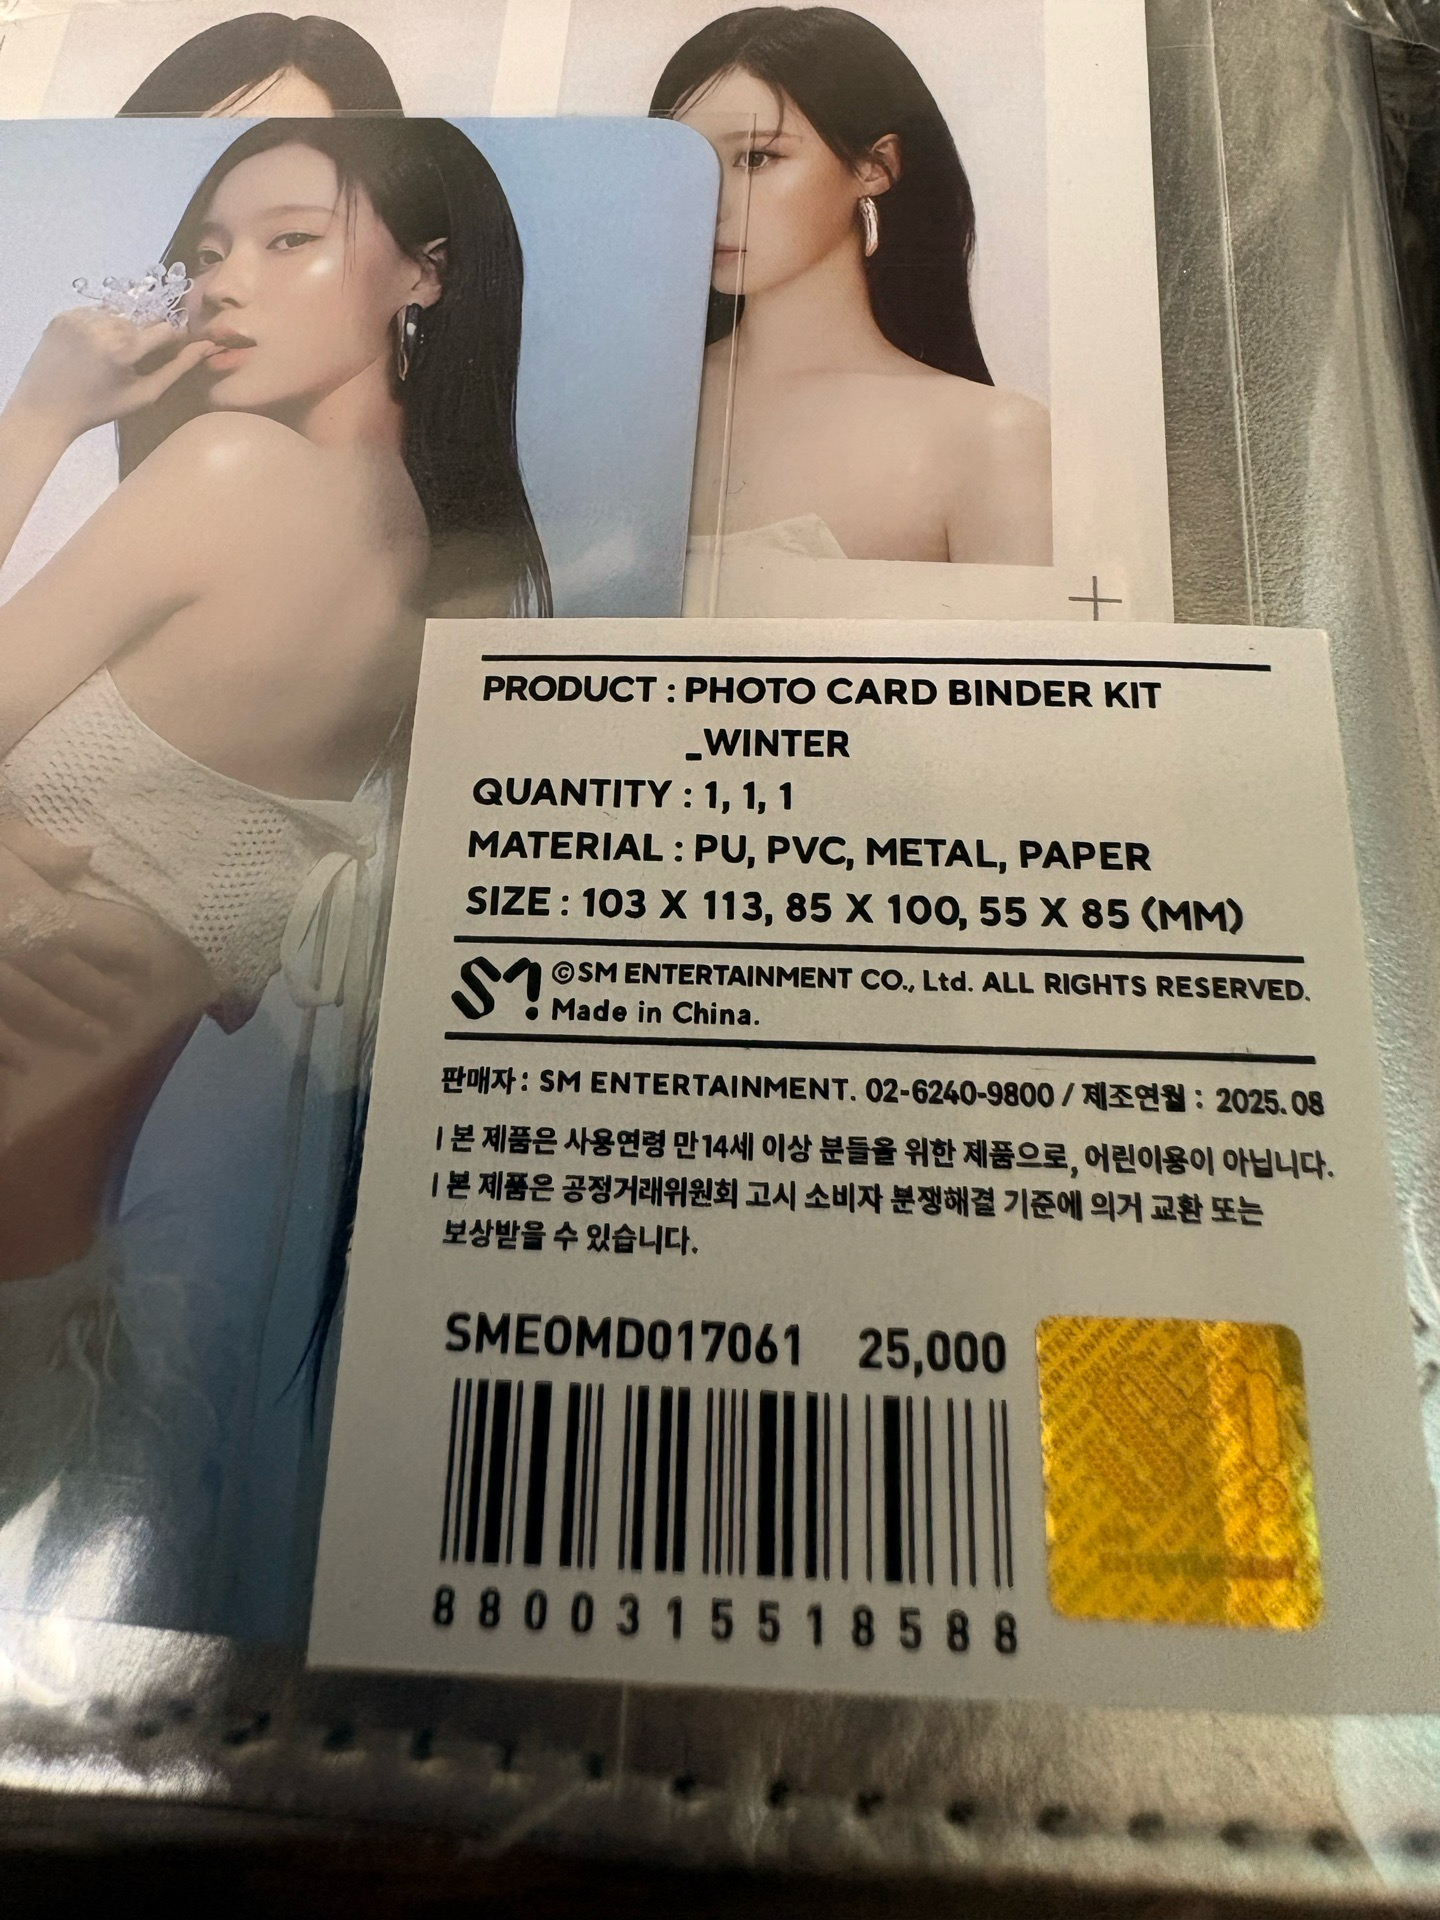 PRODUCT : PHOTO CARD BINDER KIT
_WINTER
QUANTITY : 1, 1, 1
MATERIAL : PU, PVC, METAL, PAPER
SIZE : 103 X 113, 85 X 100, 55 X 85 (MM)
SM ©SM ENTERTAINMENT CO., Ltd. ALL RIGHTS RESERVED.
Made in China.
판매자 : SM ENTERTAINMENT. 02-6240-9800 / 제조연월 : 2025.08
| 본 제품은 사용연령 만14세 이상 분들을 위한 제품으로, 어린이용이 아닙니다.
| 본 제품은 공정거래위원회 고시 소비자 분쟁해결 기준에 의거 교환 또는
보상받을 수 있습니다.
SMEOMD017061 25,000
8800315518588